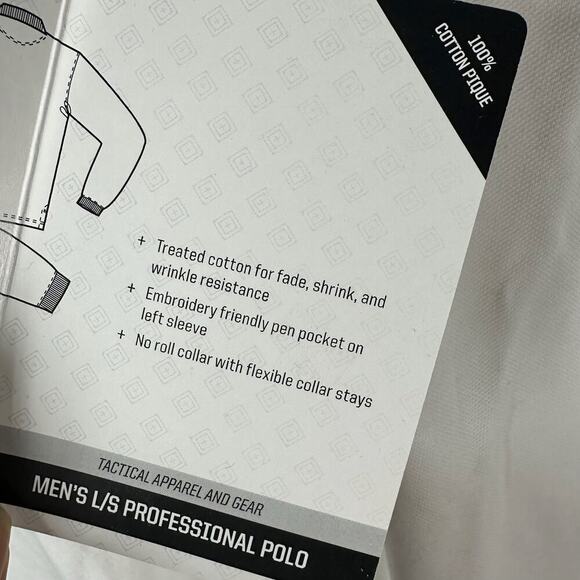 100%
COTTON PIQUE
+ Treated cotton for fade, shrink, and
wrinkle resistance
+ Embroidery friendly pen pocket on
left sleeve
+ No roll collar with flexible collar stays
TACTICAL APPAREL AND GEAR
MEN'S L/S PROFESSIONAL POLO